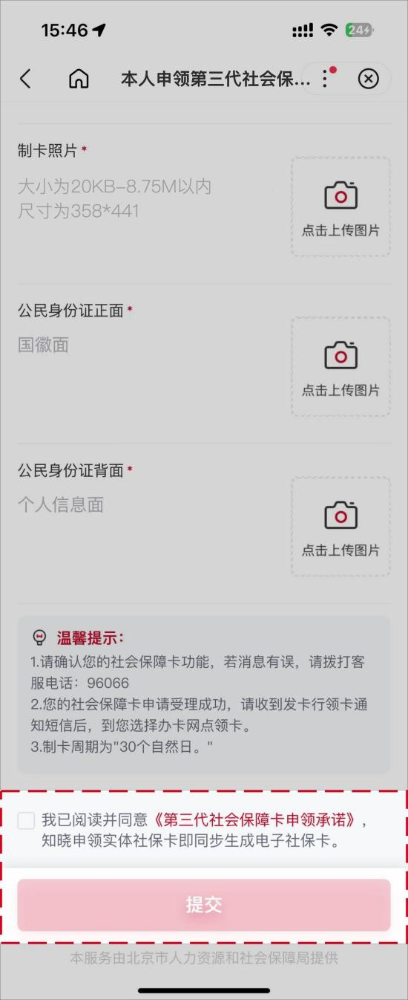 15:46
24
本人申领第三代社会保...
制卡照片*
大小为20KB-8.75M以内
尺寸为358*441
点击上传图片
公民身份证正面*
国徽面
点击上传图片
公民身份证背面*
个人信息面
点击上传图片
温馨提示：
1.请确认您的社会保障卡功能，若消息有误，请拨打客
服电话：96066
2.您的社会保障卡申请受理成功，请收到发卡行领卡通
知短信后，到您选择办卡网点领卡。
3.制卡周期为"30个自然日。"
我已阅读并同意《第三代社会保障卡申领承诺》，
知晓申领实体社保卡即同步生成电子社保卡。
提交
本服务由北京市人力资源和社会保障局提供